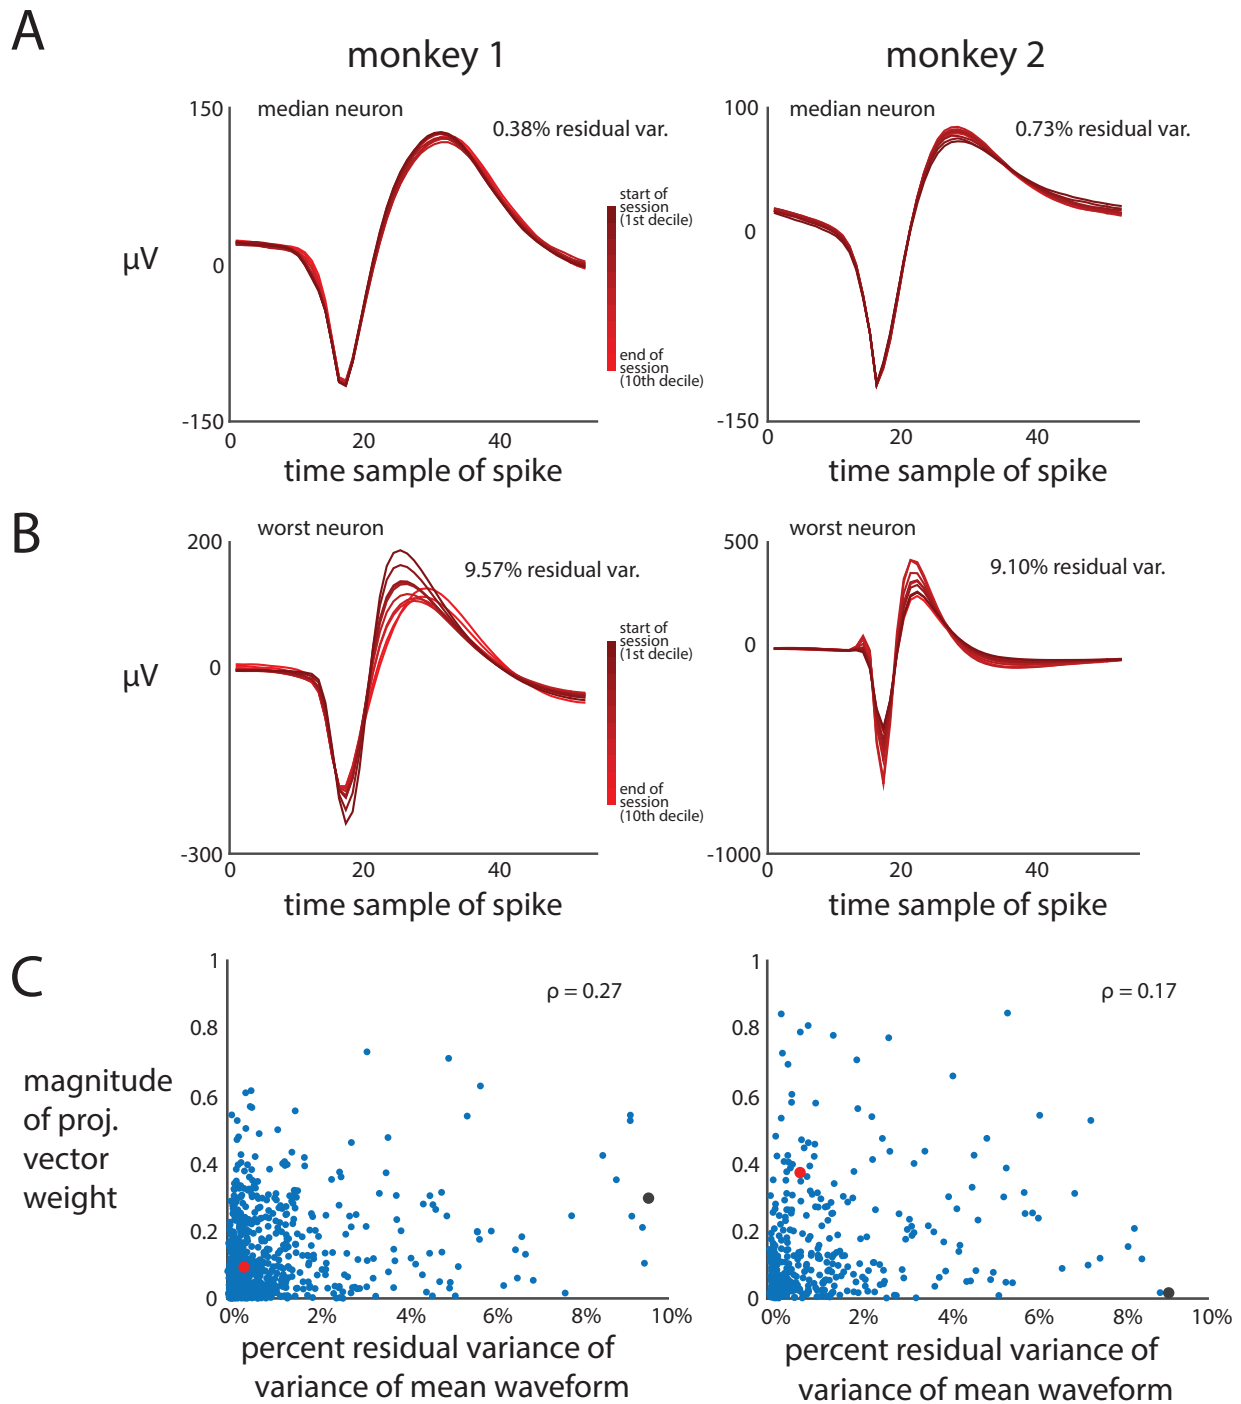 A
monkey 1
monkey 2
150
median neuron
0.38% residual var.
0
-150
µV
0
20
40
time sample of spike
start of
session
(1st decile)
end of
session
(10th decile)
100
median neuron
0.73% residual var.
0
-150
0
20
40
time sample of spike
B
200
worst neuron
9.57% residual var.
0
-300
µV
0
20
40
time sample of spike
start of
session
(1st decile)
end of
session
(10th decile)
500
worst neuron
9.10% residual var.
0
-1000
0
20
40
time sample of spike
C
magnitude
of proj.
vector
weight
1
0.8
0.6
0.4
0.2
0
ρ = 0.27
0%
2%
4%
6%
8%
10%
percent residual variance of
variance of mean waveform
1
0.8
0.6
0.4
0.2
0
ρ = 0.17
0%
2%
4%
6%
8%
10%
percent residual variance of
variance of mean waveform